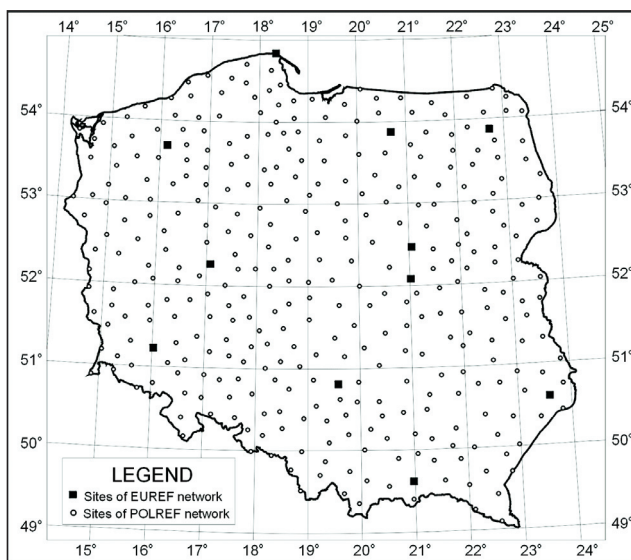 14° 15° 16° 17° 18° 19° 20° 21° 22° 23° 24° 25°
54° 54°
53° 53°
52° 52°
51° 51°
50° 50°
LEGEND
Sites of EUREF network
Sites of POLREF network
49° 49°
15° 16° 17° 18° 19° 20° 21° 22° 23° 24°